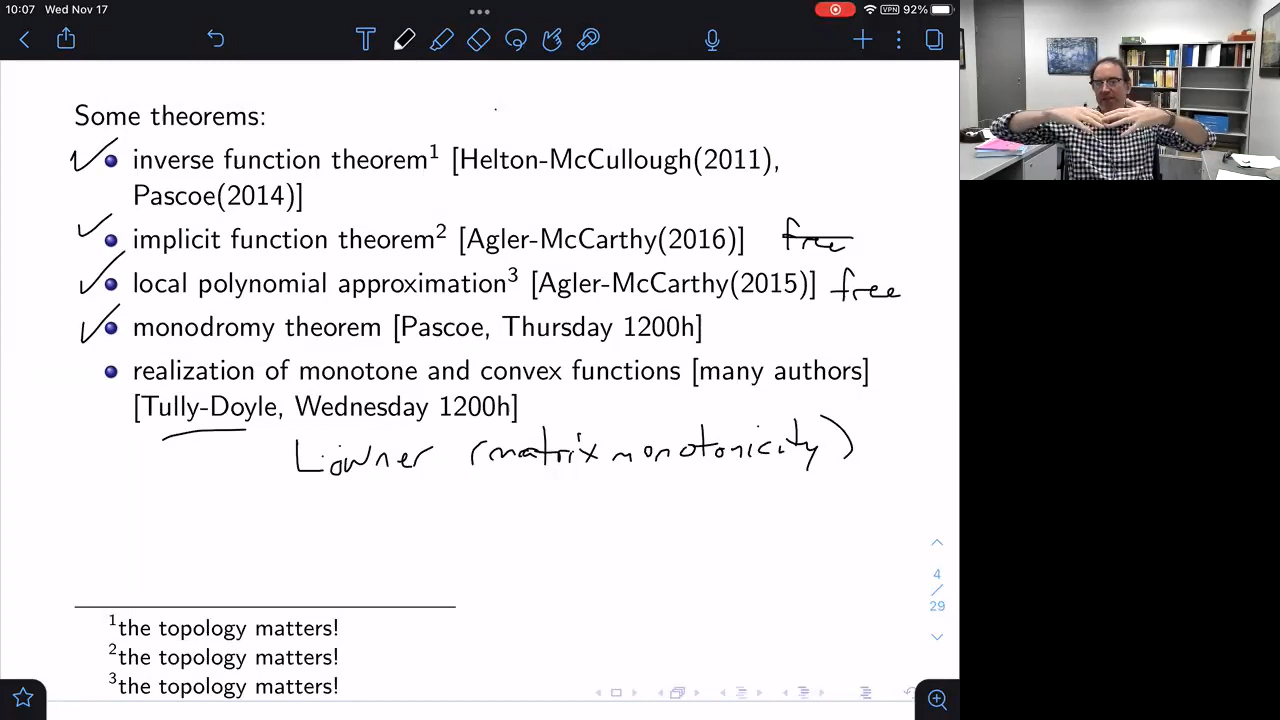 10:07 Wed Nov 17
VPN 92%
Some theorems:
inverse function theorem¹ [Helton-McCullough(2011),
Pascoe(2014)]
implicit function theorem² [Agler-McCarthy(2016)] free
local polynomial approximation³ [Agler-McCarthy(2015)] free
monodromy theorem [Pascoe, Thursday 1200h]
realization of monotone and convex functions [many authors]
[Tully-Doyle, Wednesday 1200h]
Löwner (matrix monotonicity)
4
/
29
¹the topology matters!
²the topology matters!
³the topology matters!